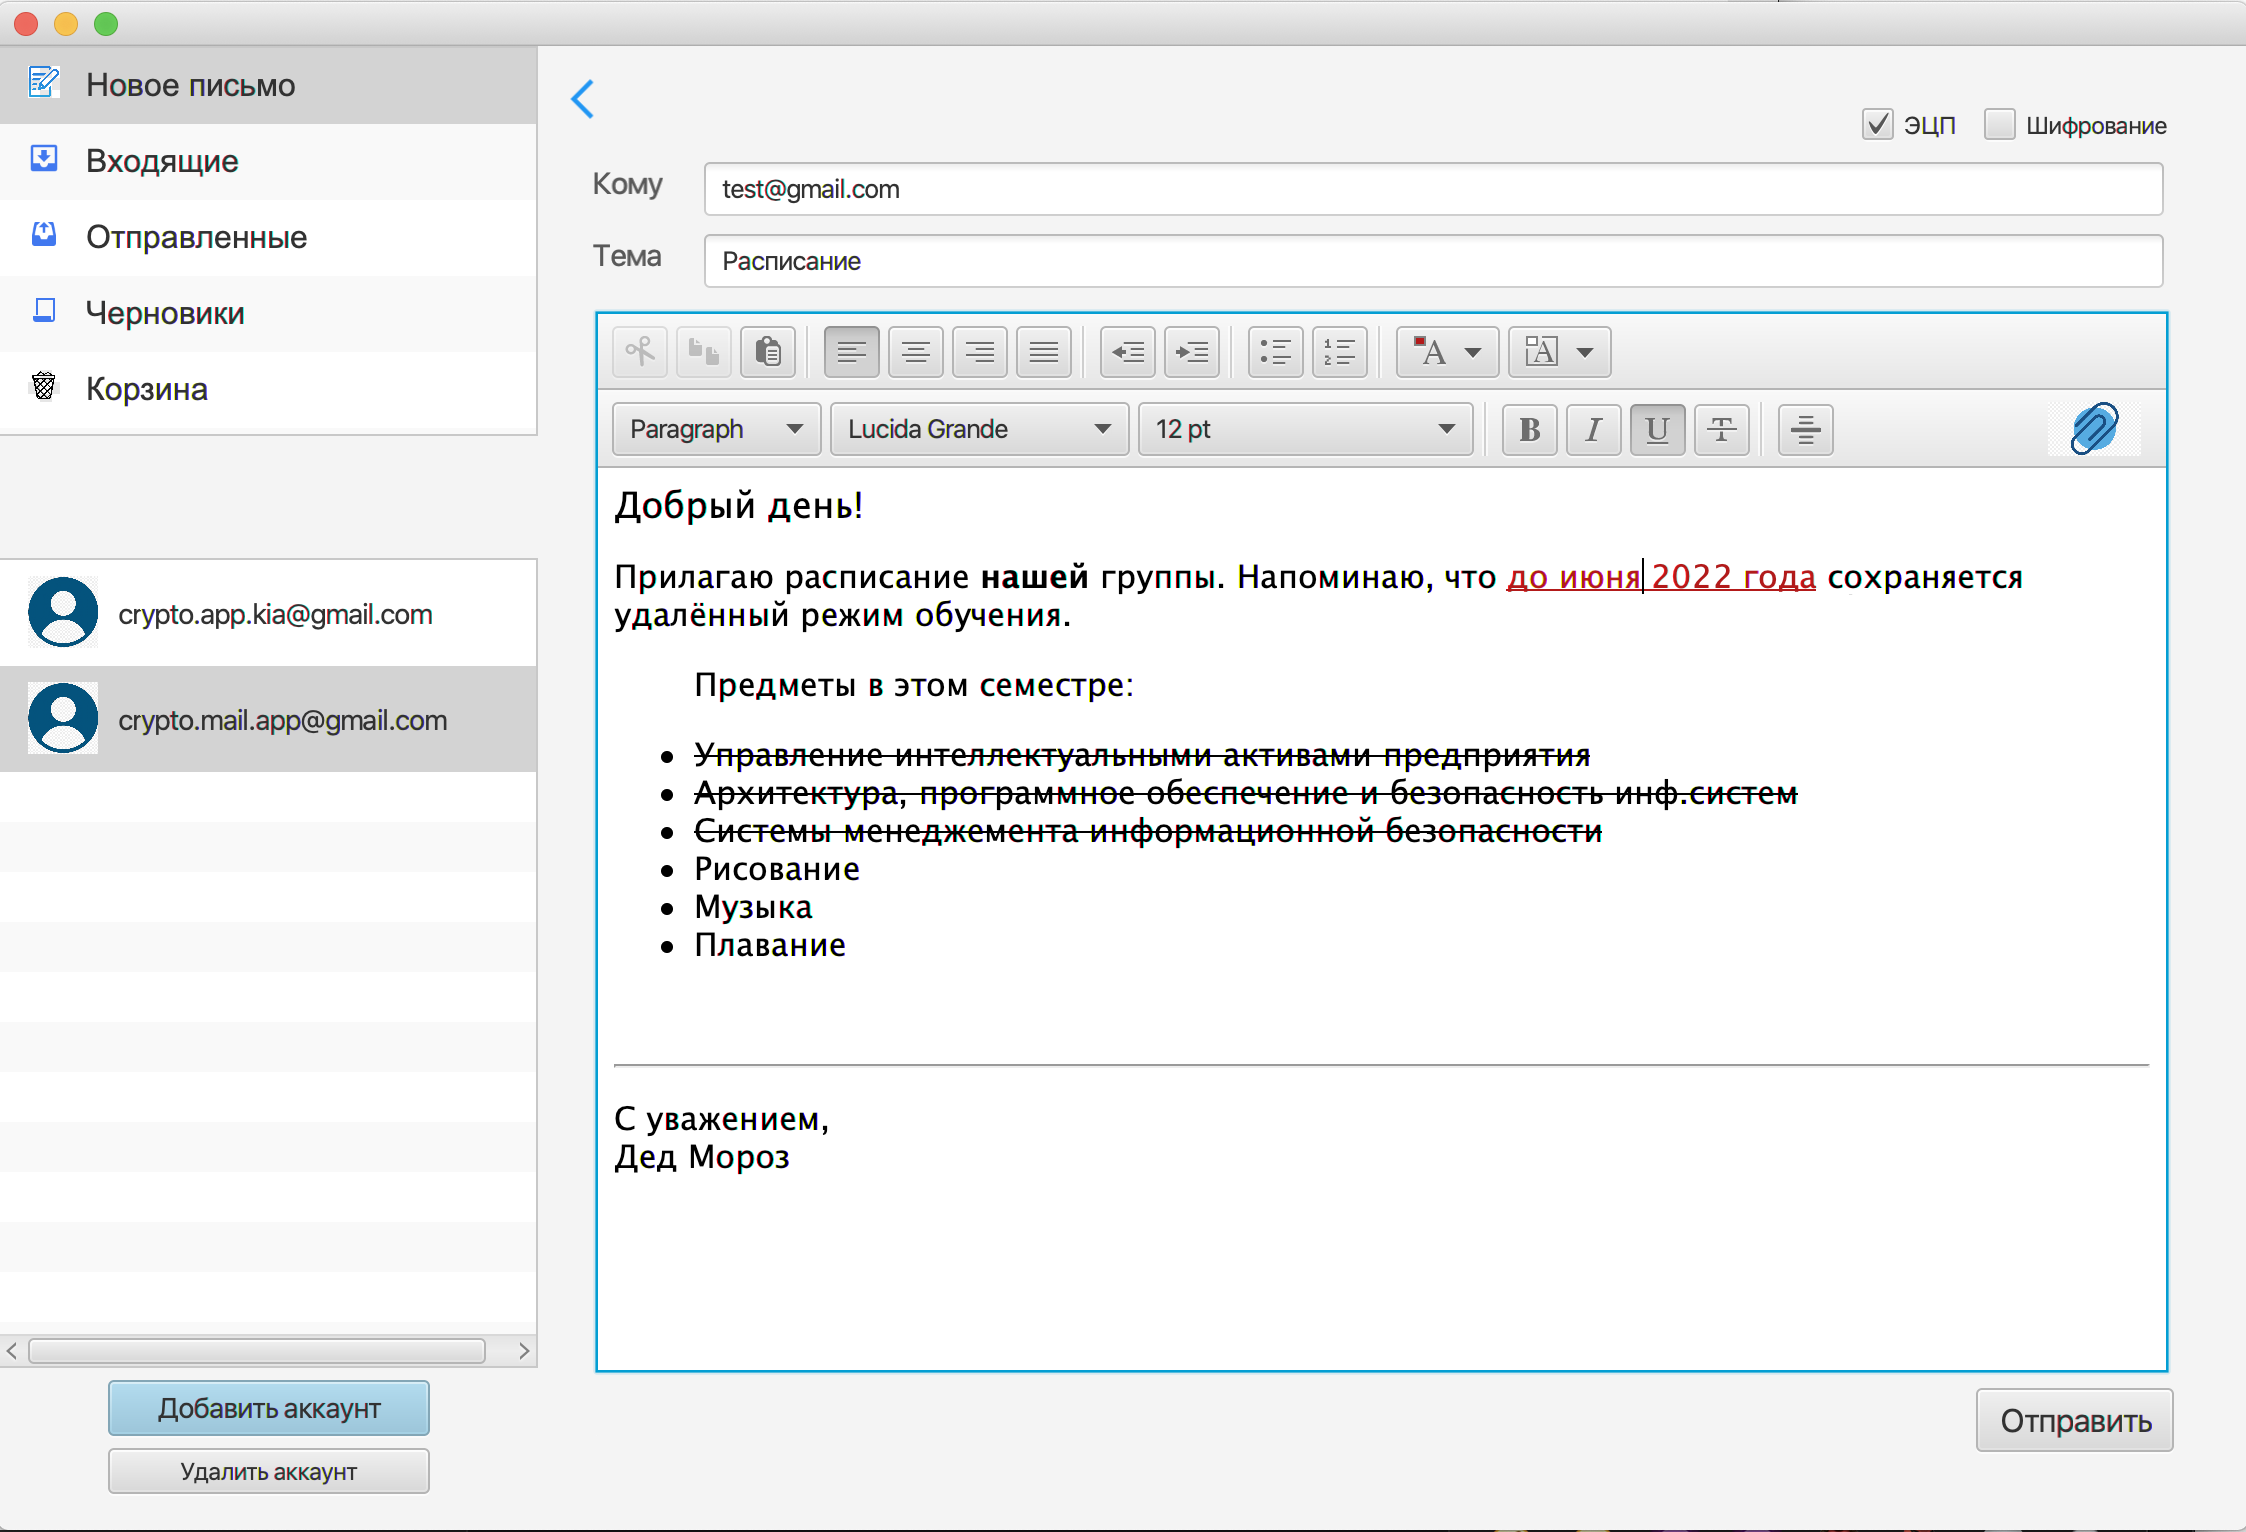 Новое письмо
Входящие
Отправленные
Черновики
Корзина
crypto.app.kia@gmail.com
crypto.mail.app@gmail.com
Добавить аккаунт
Удалить аккаунт
ЭЦП Шифрование
Кому test@gmail.com
Тема Расписание
Paragraph Lucida Grande 12 pt
Добрый день!
Прилагаю расписание нашей группы. Напоминаю, что до июня 2022 года сохраняется
удалённый режим обучения.
Предметы в этом семестре:
• Управление интеллектуальными активами предприятия
• Архитектура, программное обеспечение и безопасность инф.систем
• Системы менеджемента информационной безопасности
• Рисование
• Музыка
• Плавание
С уважением,
Дед Мороз
Отправить